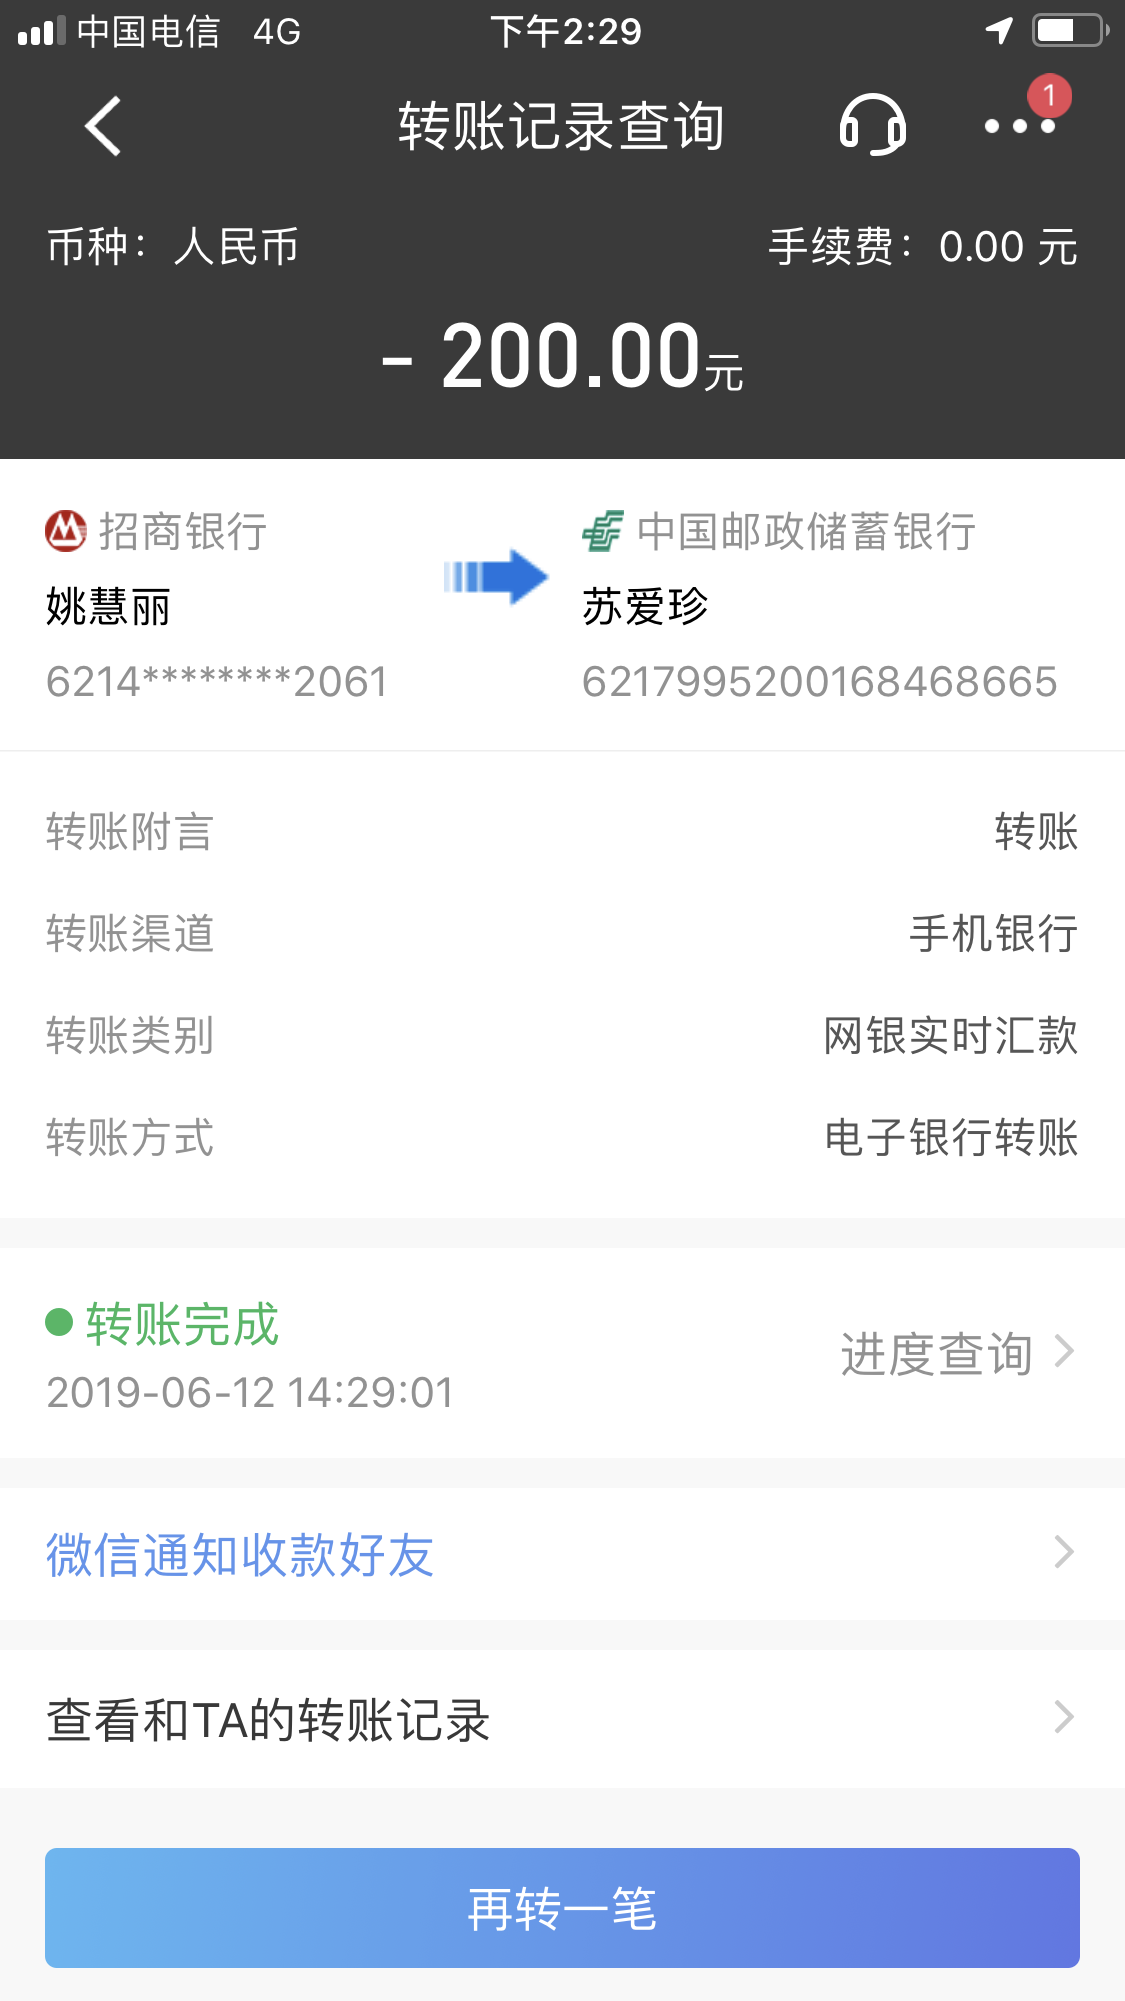 中国电信 4G 下午2:29
转账记录查询 1
币种：人民币 手续费：0.00 元
- 200.00元
招商银行 中国邮政储蓄银行
姚慧丽 苏爱珍
6214********2061 6217995200168468665
转账附言 转账
转账渠道 手机银行
转账类别 网银实时汇款
转账方式 电子银行转账
转账完成
2019-06-12 14:29:01
进度查询
微信通知收款好友
查看和TA的转账记录
再转一笔